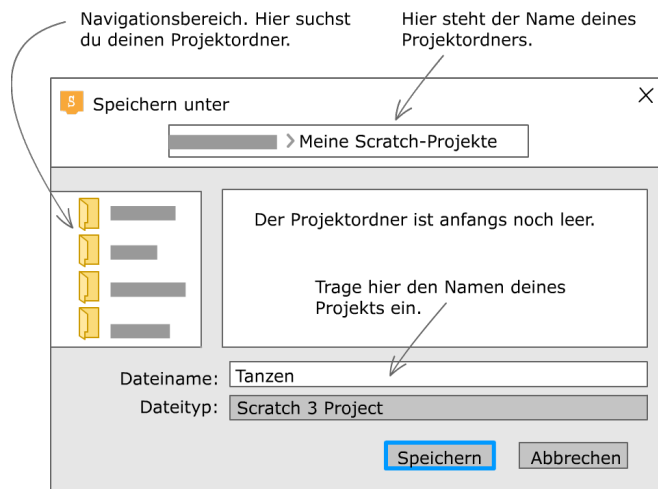 Navigationsbereich. Hier suchst
du deinen Projektordner.
Hier steht der Name deines
Projektordners.
S
Speichern unter
Meine Scratch-Projekte
Der Projektordner ist anfangs noch leer.
Trage hier den Namen deines
Projekts ein.
Dateiname: Tanzen
Dateityp: Scratch 3 Project
Speichern
Abbrechen